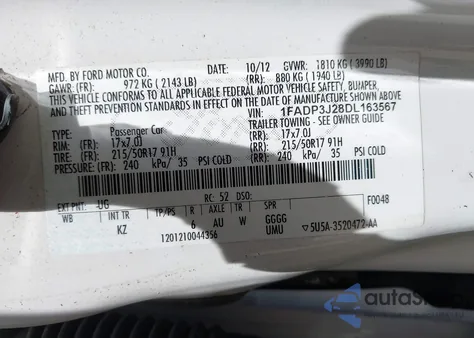 MFD. BY FORD MOTOR CO.
DATE: 10/12 GVWR: 1810 KG ( 3990 LB)
GAWR: (FR): 972 KG ( 2143 LB) (RR): 880 KG ( 1940 LB)
THIS VEHICLE CONFORMS TO ALL APPLICABLE FEDERAL MOTOR VEHICLE SAFETY, BUMPER,
AND THEFT PREVENTION STANDARDS IN EFFECT ON THE DATE OF MANUFACTURE SHOWN ABOVE.
VIN: 1FADP3J28DL163567
TYPE: Passenger Car TRAILER TOWING - SEE OWNER GUIDE
RIM: (FR): 17x7.0J (RR): 17x7.0J
TIRE: (FR): 215/50R17 91H (RR): 215/50R17 91H
PRESSURE: (FR): 240 kPa/ 35 PSI COLD (RR): 240 kPa/ 35 PSI COLD
EXT PNT: UG RC: 52 DSO: F0048
WB INT TR TP/PS R AXLE TR SPR
KZ 6 AU W GGGG
UMU
1201210044356
5U5A-3520472-AA